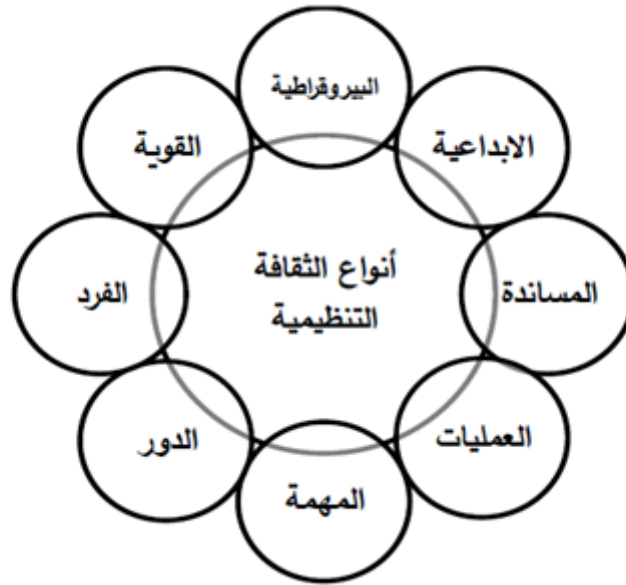 البيروقراطية
الابداعية
المساندة
العمليات
المهمة
الدور
الفرد
القوية
أنواع الثقافة
التنظيمية